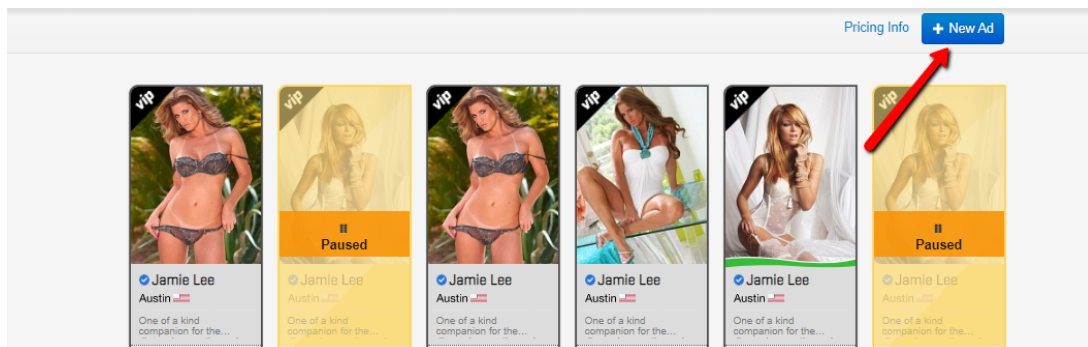 Pricing Info
+ New Ad
vip
vip
vip
vip
vip
vip
Paused
Paused
Jamie Lee
Austin
One of a kind
companion for the...
Jamie Lee
Austin
One of a kind
companion for the...
Jamie Lee
Austin
One of a kind
companion for the...
Jamie Lee
Austin
One of a kind
companion for the...
Jamie Lee
Austin
One of a kind
companion for the...
Jamie Lee
Austin
One of a kind
companion for the...